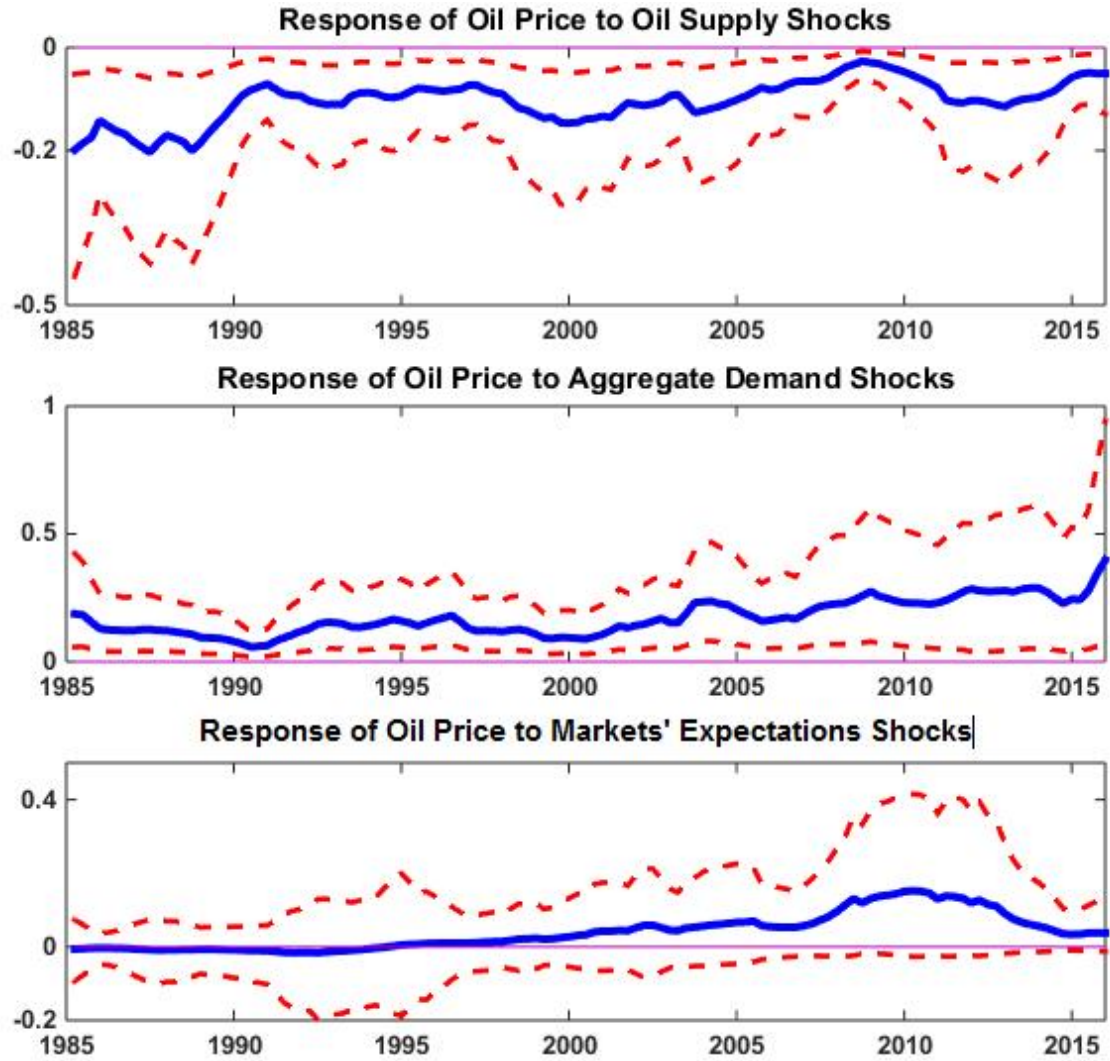 Response of Oil Price to Oil Supply Shocks
0
-0.2
-0.5
1985 1990 1995 2000 2005 2010 2015
Response of Oil Price to Aggregate Demand Shocks
1
0.5
0
1985 1990 1995 2000 2005 2010 2015
Response of Oil Price to Markets' Expectations Shocks
0.4
0
-0.2
1985 1990 1995 2000 2005 2010 2015